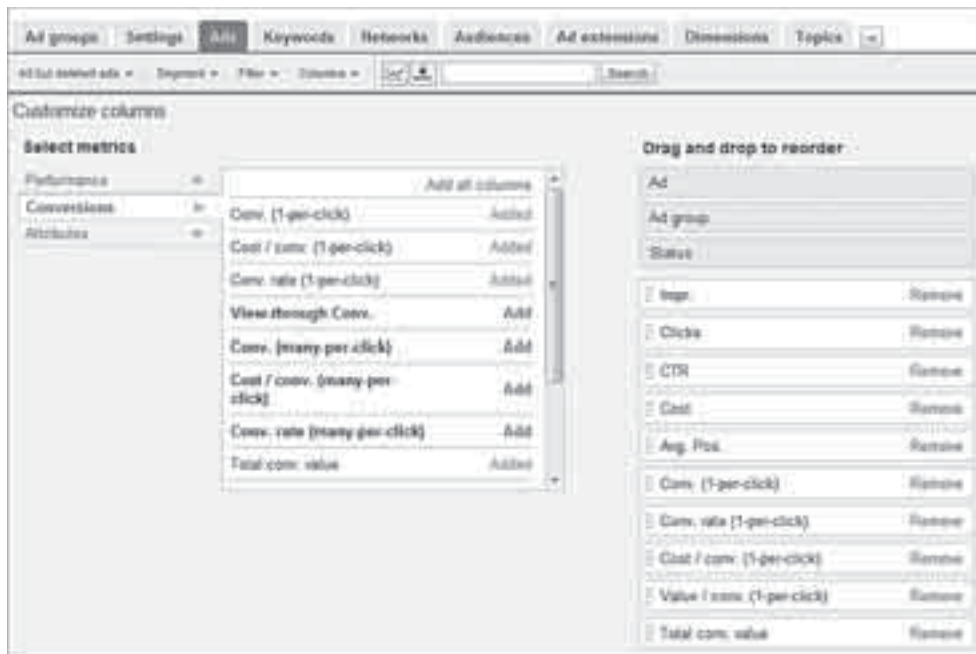 Ad groups Settings Ads Keywords Networks Audiences Ad extensions Dimensions Topics
All but deleted ads Segment Filter Columns Search
Customize columns
Select metrics
Performance
Conversions
Attributes
Add all columns
Conv. (1-per-click) Added
Cost / conv. (1-per-click) Added
Conv. rate (1-per-click) Added
View-through Conv. Add
Conv. (many-per-click) Add
Cost / conv. (many-per-
click) Add
Conv. rate (many-per-click) Add
Total conv. value Added
Drag and drop to reorder
Ad
Ad group
Status
Impr. Remove
Clicks Remove
CTR Remove
Cost Remove
Avg. Pos. Remove
Conv. (1-per-click) Remove
Conv. rate (1-per-click) Remove
Cost / conv. (1-per-click) Remove
Value / conv. (1-per-click) Remove
Total conv. value Remove